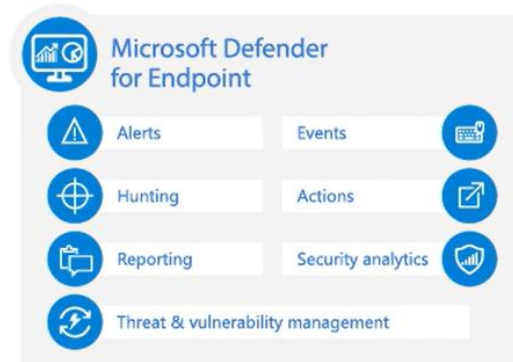 Microsoft Defender
for Endpoint
Alerts
Events
Hunting
Actions
Reporting
Security analytics
Threat & vulnerability management